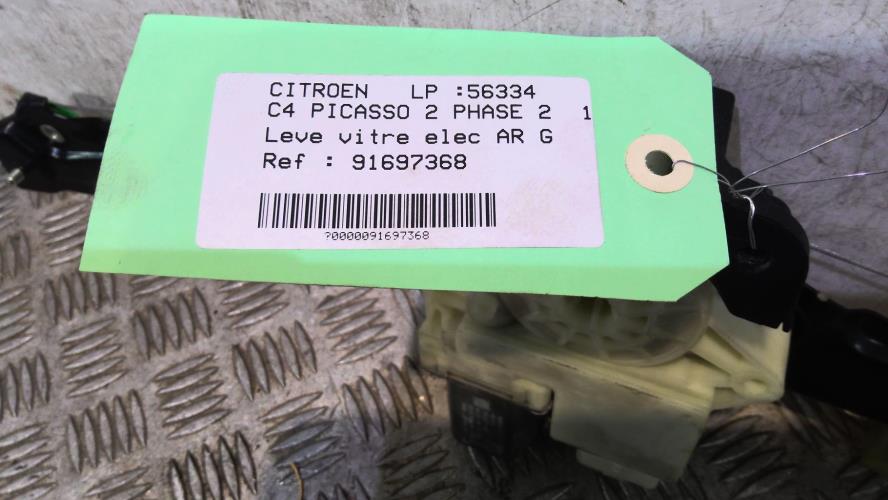 CITROEN LP :56334
C4 PICASSO 2 PHASE 2 1
Leve vitre elec AR G
Ref : 91697368
?0000091697368